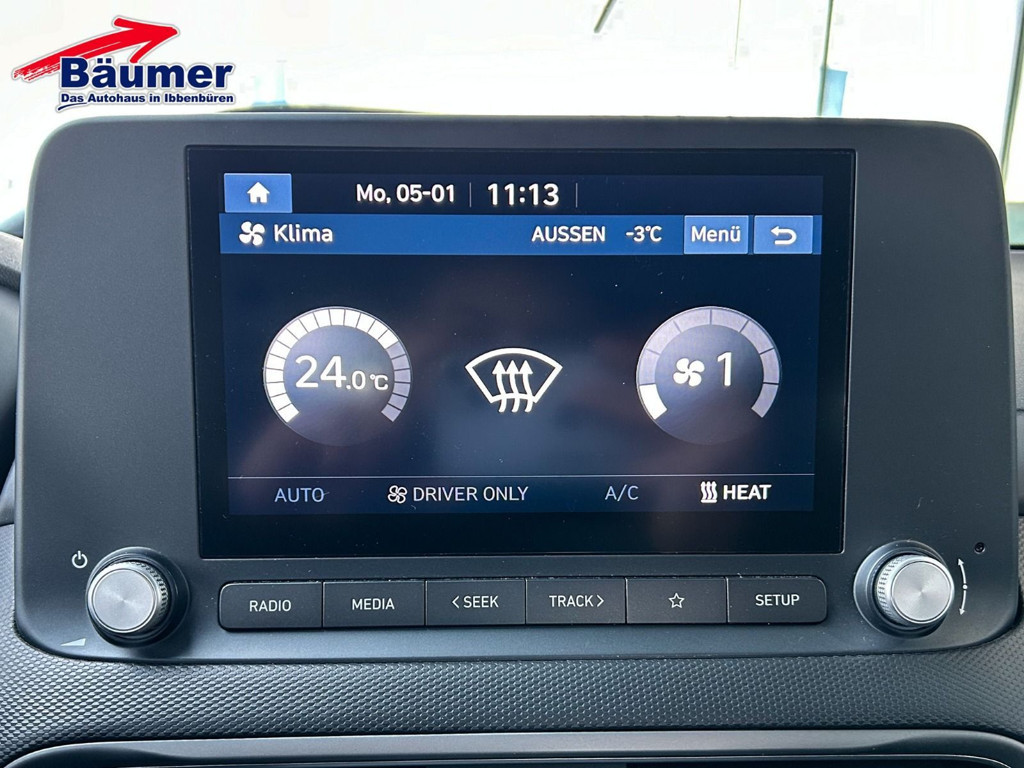 Bäumer
Das Autohaus in Ibbenbüren
Mo, 05-01 11:13
Klima AUSSEN -3°C Menü
24.0°C 1
AUTO DRIVER ONLY A/C HEAT
RADIO MEDIA <SEEK TRACK> SETUP